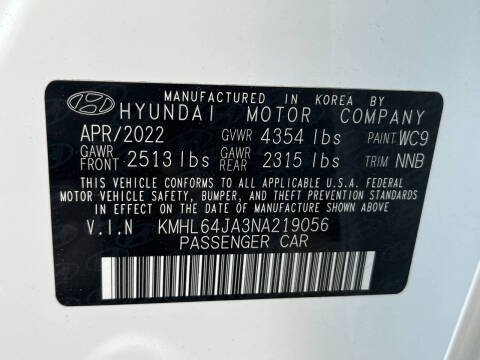 MANUFACTURED IN KOREA BY
HYUNDAI MOTOR COMPANY
APR/2022 GVWR 4354 lbs PAINT WC9
GAWR FRONT 2513 lbs GAWR REAR 2315 lbs TRIM NNB
THIS VEHICLE CONFORMS TO ALL APPLICABLE U.S.A. FEDERAL
MOTOR VEHICLE SAFETY, BUMPER, AND THEFT PREVENTION STANDARDS
IN EFFECT ON THE DATE OF MANUFACTURE SHOWN ABOVE.
V.I.N KMHL64JA3NA219056
PASSENGER CAR